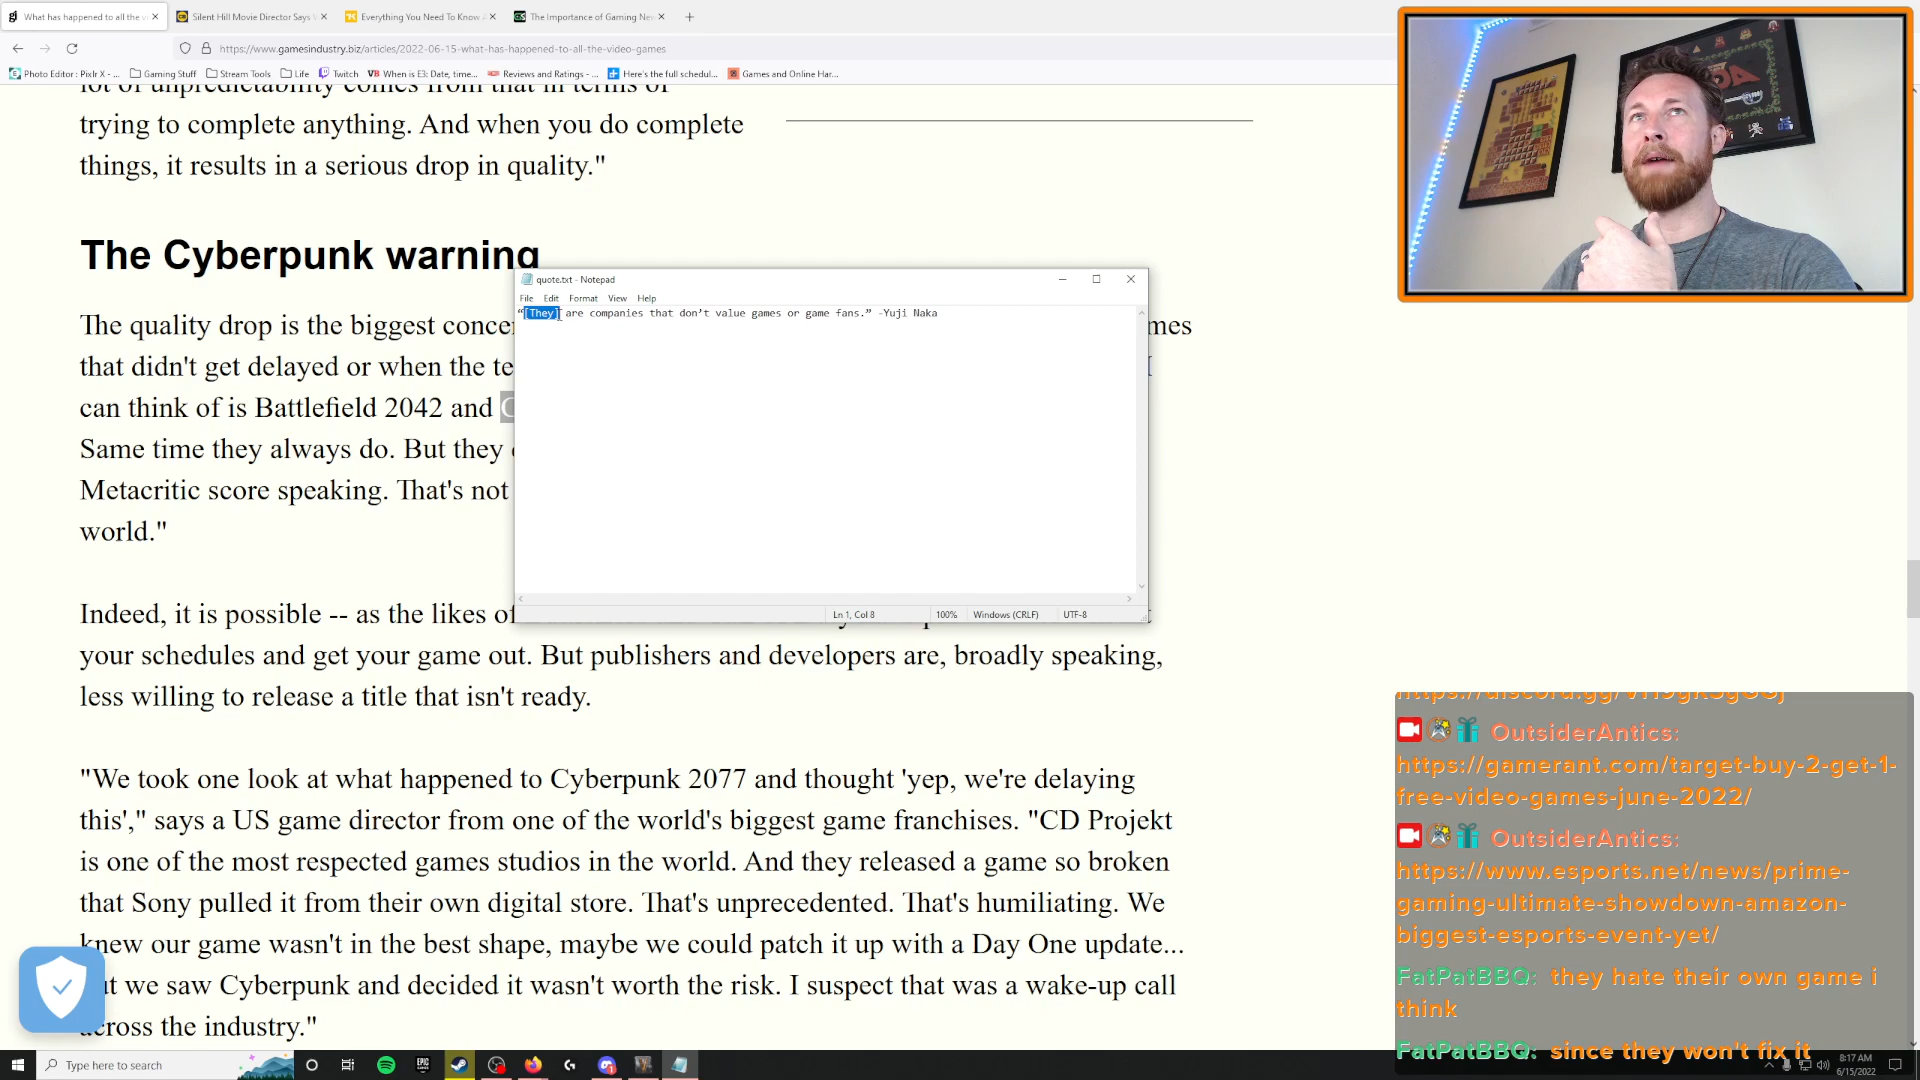 What has happened to all the vi
Silent Hill Movie Director Says
Everything You Need To Know
The Importance of Gaming Ne
https://www.gamesindustry.biz/articles/2022-06-15-what-has-happened-to-all-the-video-games
Photo Editor : Pixlr X - ...
Gaming Stuff
Stream Tools
Life
Twitch
When is E3: Date, time...
Reviews and Ratings - ...
Here's the full schedul...
Games and Online Har...
lot of unpredictability comes from that in terms of
trying to complete anything. And when you do complete
things, it results in a serious drop in quality."
The Cyberpunk warning
The quality drop is the biggest concer
mes
that didn't get delayed or when the te
can think of is Battlefield 2042 and
Same time they always do. But they
Metacritic score speaking. That's not
world."
quote.txt - Notepad
File Edit Format View Help
“[They] are companies that don’t value games or game fans.” -Yuji Naka
Ln 1, Col 8
100%
Windows (CRLF)
UTF-8
Indeed, it is possible -- as the likes of
your schedules and get your game out. But publishers and developers are, broadly speaking,
less willing to release a title that isn't ready.
"We took one look at what happened to Cyberpunk 2077 and thought 'yep, we're delaying
this'," says a US game director from one of the world's biggest game franchises. "CD Projekt
is one of the most respected games studios in the world. And they released a game so broken
that Sony pulled it from their own digital store. That's unprecedented. That's humiliating. We
knew our game wasn't in the best shape, maybe we could patch it up with a Day One update...
ut we saw Cyberpunk and decided it wasn't worth the risk. I suspect that was a wake-up call
across the industry."
OutsiderAntics:
https://gamerant.com/target-buy-2-get-1-
free-video-games-june-2022/
OutsiderAntics:
https://www.esports.net/news/prime-
gaming-ultimate-showdown-amazon-
biggest-esports-event-yet/
FatPatBBQ: they hate their own game i
think
FatPatBBQ: since they won't fix it
Type here to search
8:17 AM
6/15/2022